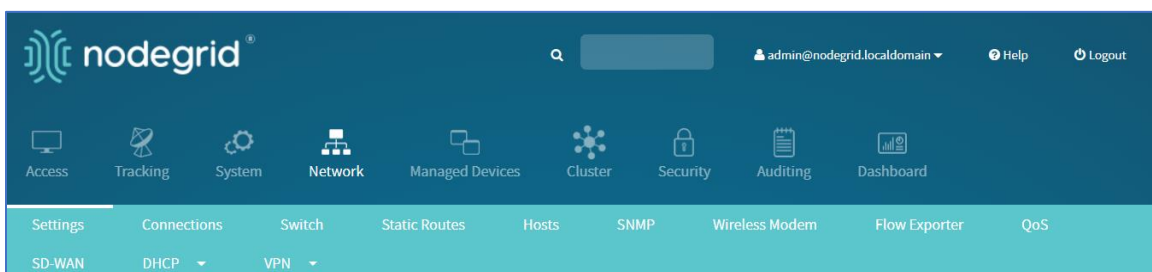 nodegrid®
admin@nodegrid.localdomain Help Logout
Access Tracking System Network Managed Devices Cluster Security Auditing Dashboard
Settings Connections Switch Static Routes Hosts SNMP Wireless Modem Flow Exporter QoS
SD-WAN DHCP VPN